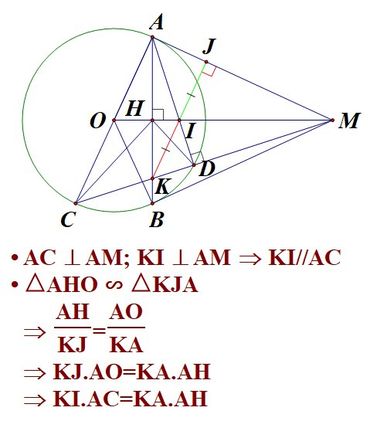 A
J
O H I M
K D
C B
• AC ⊥ AM; KI ⊥ AM ⇒ KI//AC
• △AHO ∽ △KJA
⇒ AH/KJ = AO/KA
⇒ KJ.AO=KA.AH
⇒ KI.AC=KA.AH